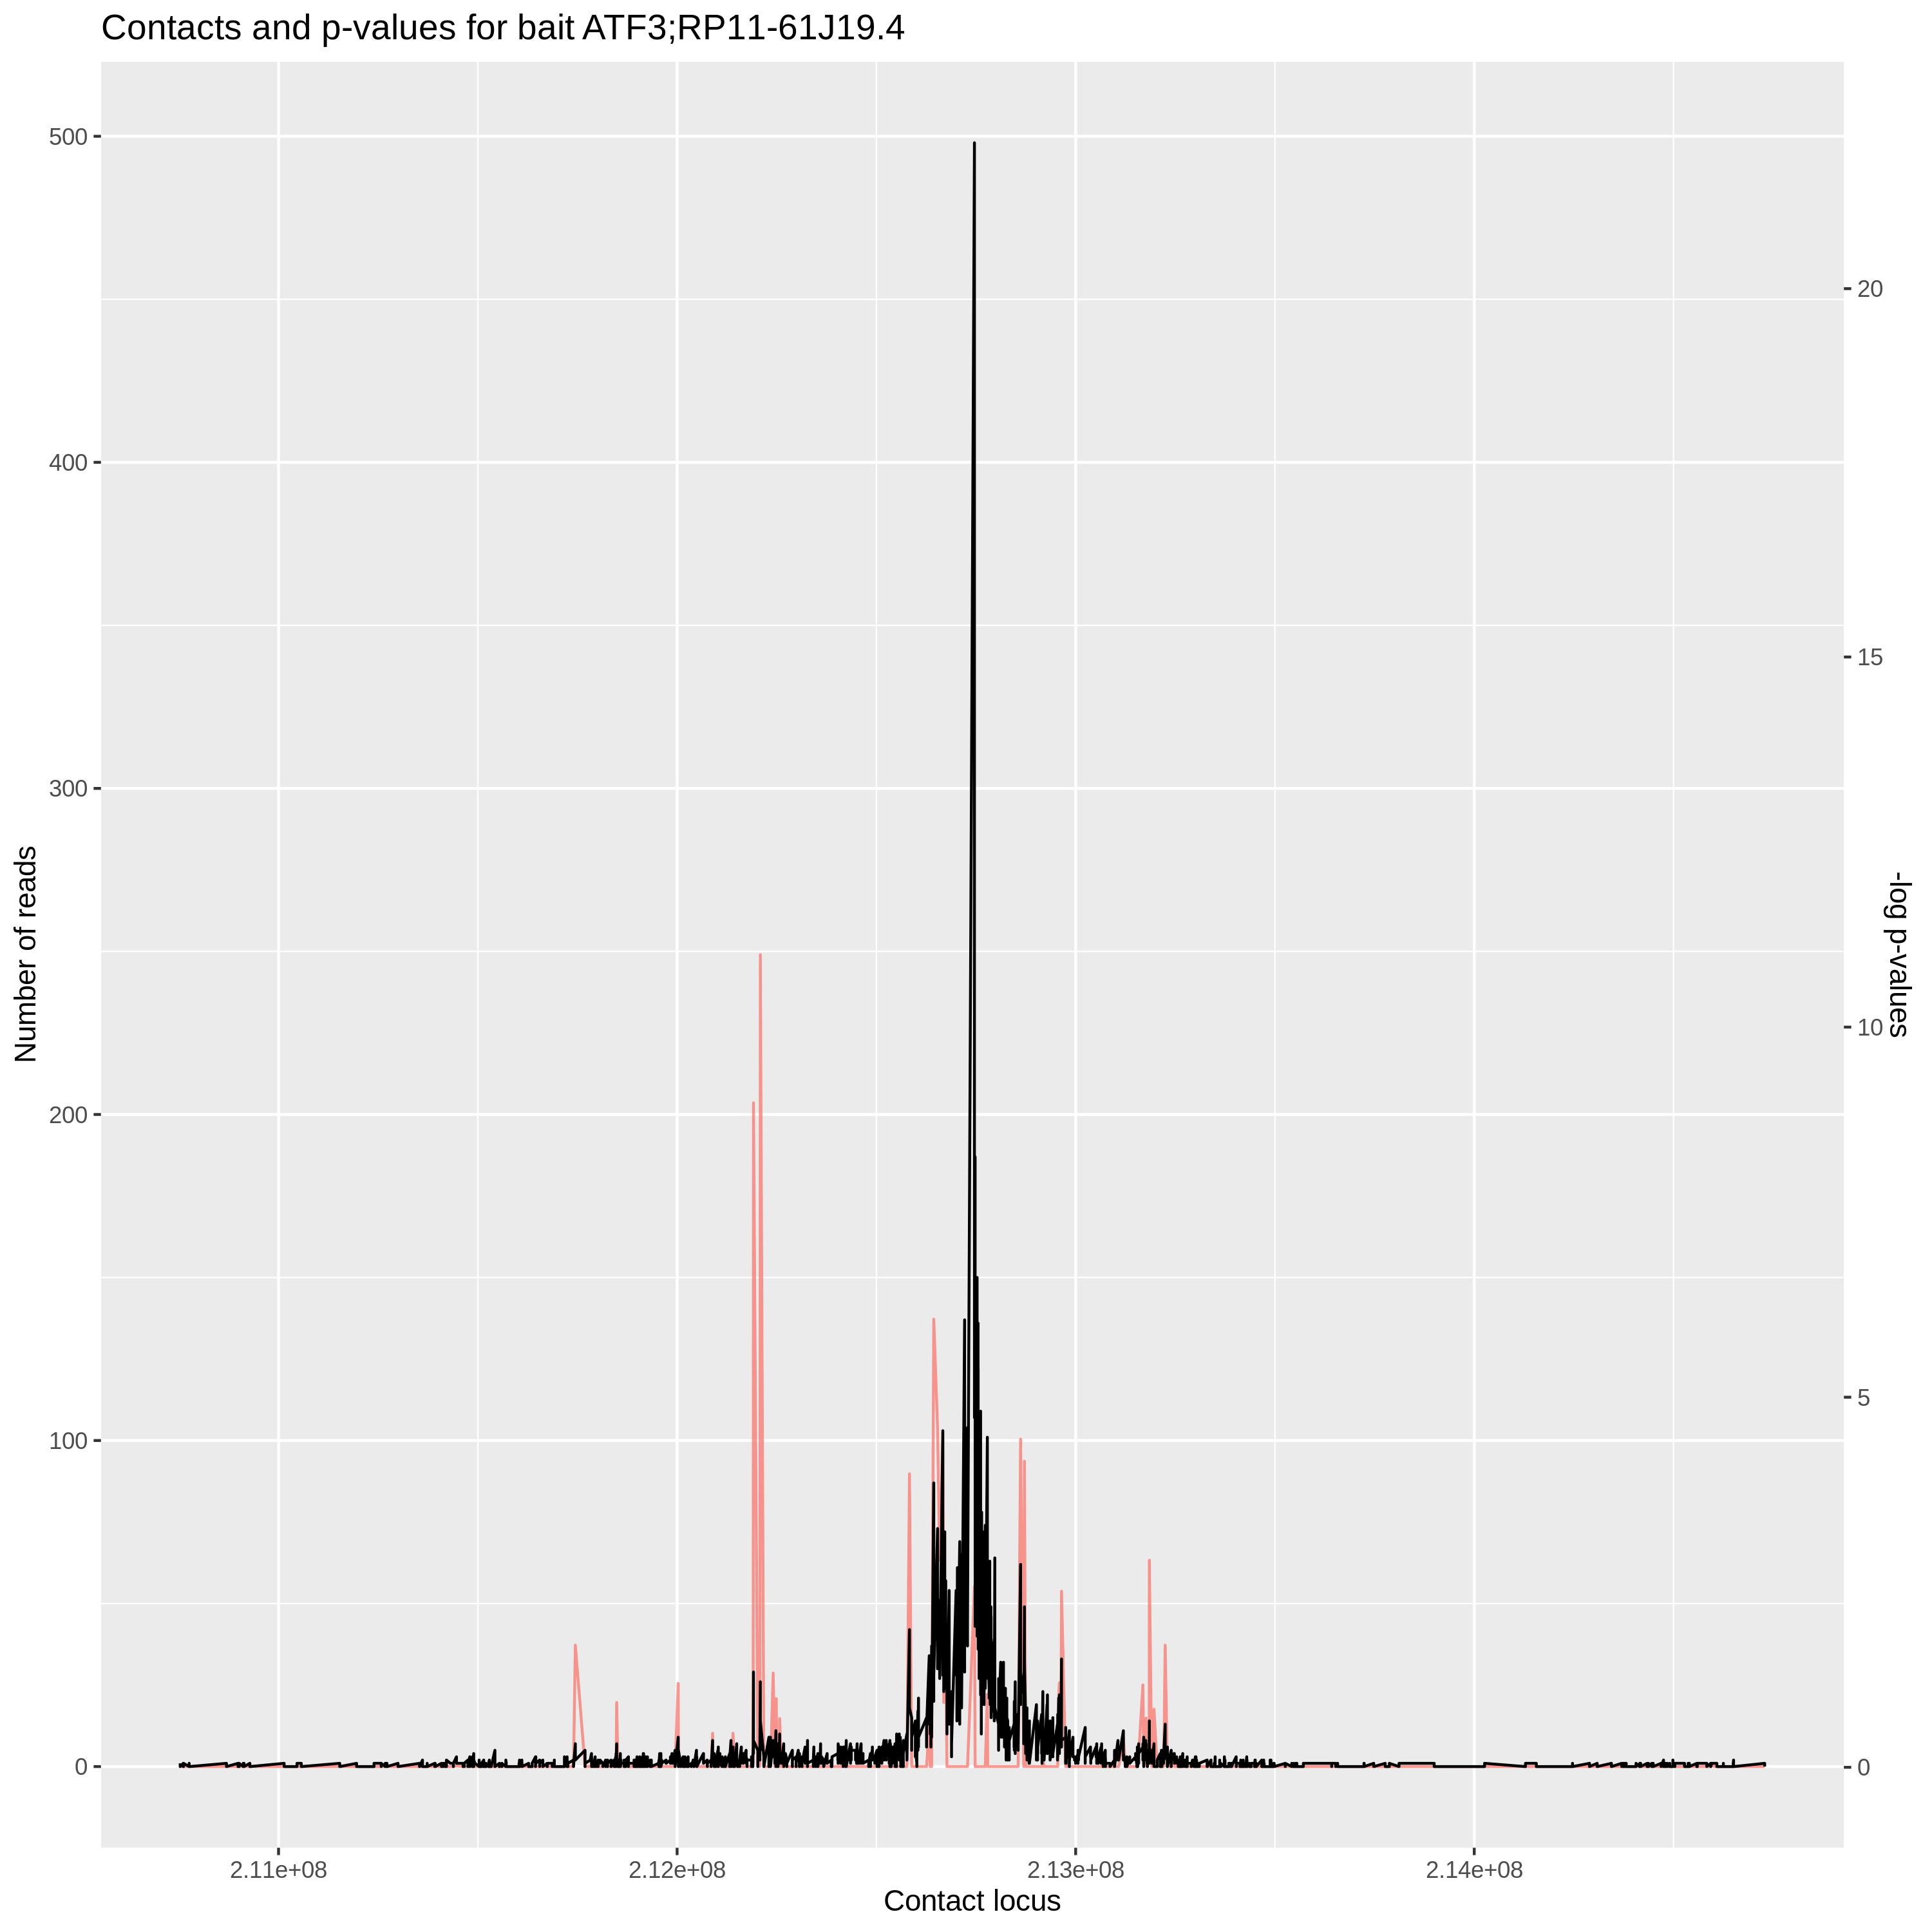 Contacts and p-values for bait ATF3;RP11-61J19.4
500
400
300
200
100
0
Number of reads
20
15
10
5
0
-log p-values
2.11e+08 2.12e+08 2.13e+08 2.14e+08
Contact locus